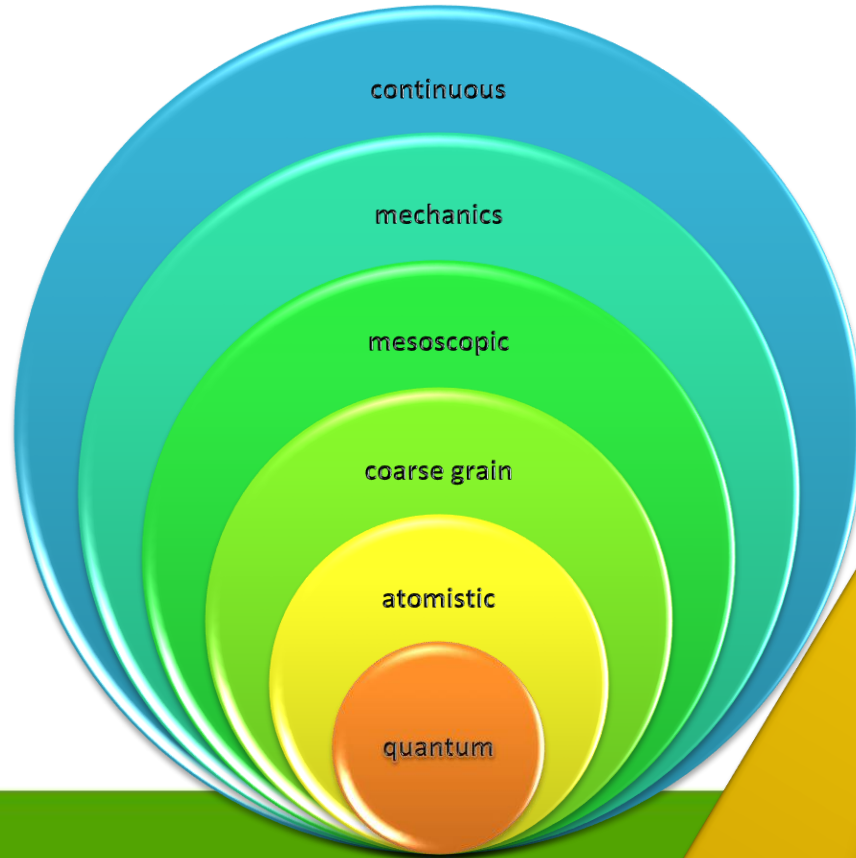 continuous
mechanics
mesoscopic
coarse grain
atomistic
quantum